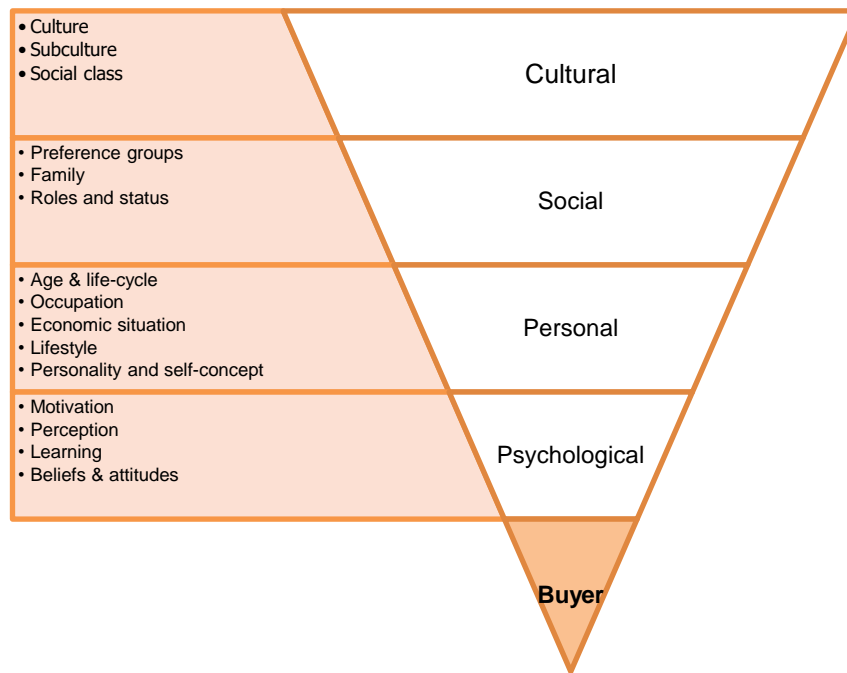 • Culture
• Subculture
• Social class
Cultural
• Preference groups
• Family
• Roles and status
Social
• Age & life-cycle
• Occupation
• Economic situation
• Lifestyle
• Personality and self-concept
Personal
• Motivation
• Perception
• Learning
• Beliefs & attitudes
Psychological
Buyer